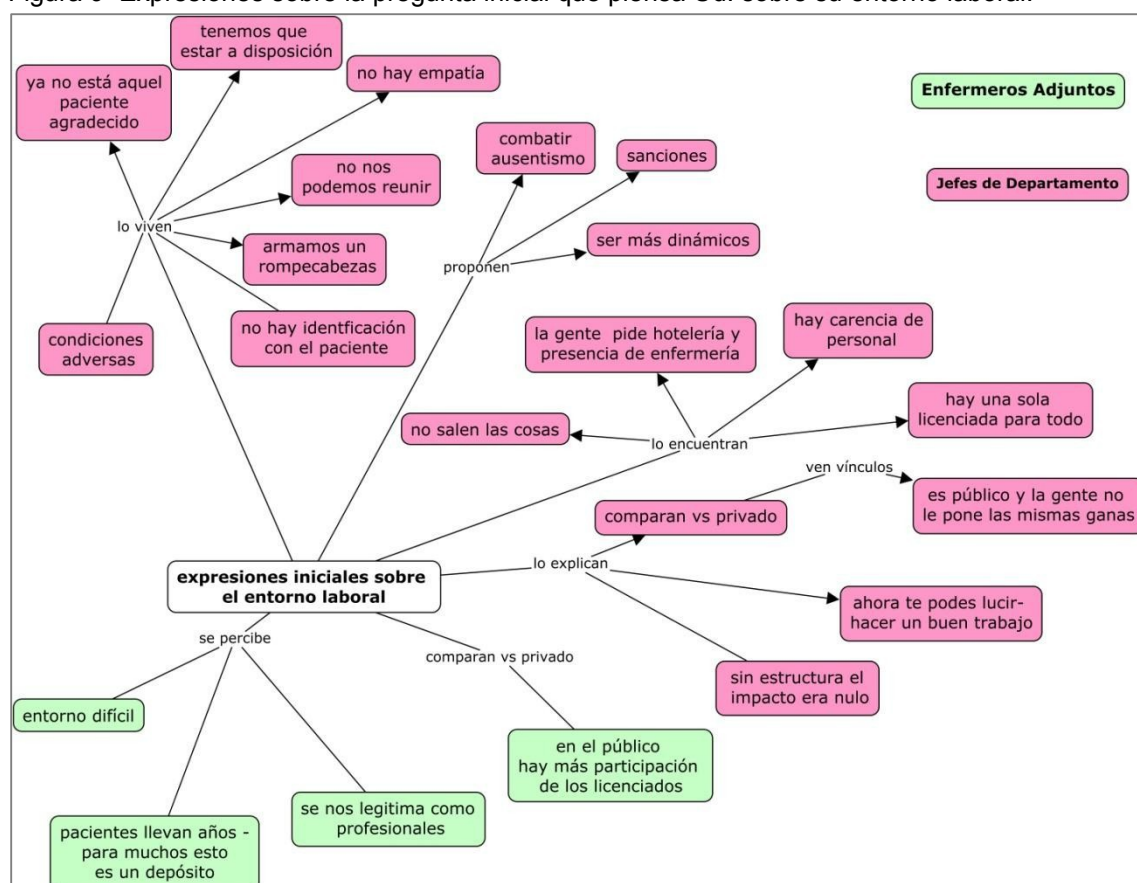 Figura 9- Expresiones sobre la pregunta inicial que piensa Ud. sobre su entorno laboral.
tenemos que
estar a disposición
ya no está aquel
paciente
agradecido
no hay empatía
Enfermeros Adjuntos
combatir
ausentismo
sanciones
no nos
podemos reunir
Jefes de Departamento
lo viven
armamos un
rompecabezas
ser más dinámicos
proponen
condiciones
adversas
no hay identficación
con el paciente
la gente pide hotelería y
presencia de enfermería
hay carencia de
personal
hay una sola
licenciada para todo
no salen las cosas
lo encuentran
ven vínculos
es público y la gente no
le pone las mismas ganas
comparan vs privado
lo explican
expresiones iniciales sobre
el entorno laboral
ahora te podes lucir-
hacer un buen trabajo
se percibe
comparan vs privado
sin estructura el
impacto era nulo
entorno difícil
en el público
hay más participación
de los licenciados
se nos legitima como
profesionales
pacientes llevan años -
para muchos esto
es un depósito